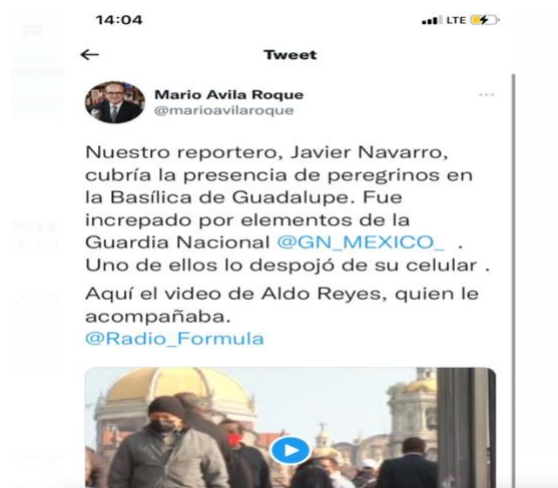 14:04
LTE
Tweet
Mario Avila Roque
@marioavilaroque
Nuestro reportero, Javier Navarro,
cubría la presencia de peregrinos en
la Basílica de Guadalupe. Fue
increpado por elementos de la
Guardia Nacional @GN_MEXICO_ .
Uno de ellos lo despojó de su celular .
Aquí el video de Aldo Reyes, quien le
acompañaba.
@Radio_Formula